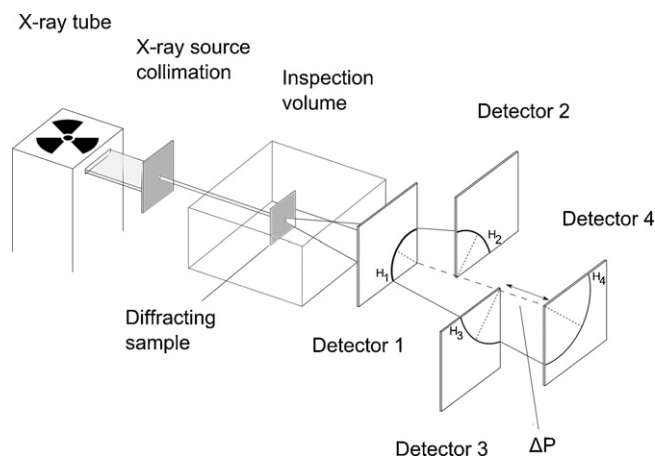 X-ray tube
X-ray source
collimation
Inspection
volume
Detector 2
Detector 4
H₁
H₂
H₄
H₃
Diffracting
sample
Detector 1
Detector 3
ΔP